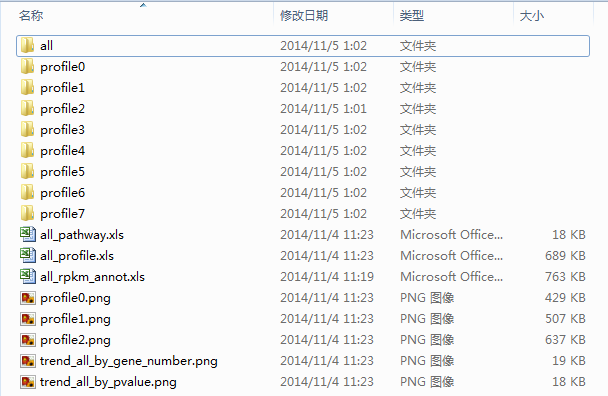 名称 修改日期 类型 大小
all 2014/11/5 1:02 文件夹
profile0 2014/11/5 1:02 文件夹
profile1 2014/11/5 1:02 文件夹
profile2 2014/11/5 1:01 文件夹
profile3 2014/11/5 1:02 文件夹
profile4 2014/11/5 1:02 文件夹
profile5 2014/11/5 1:02 文件夹
profile6 2014/11/5 1:02 文件夹
profile7 2014/11/5 1:02 文件夹
all_pathway.xls 2014/11/4 11:23 Microsoft Office... 18 KB
all_profile.xls 2014/11/4 11:23 Microsoft Office... 689 KB
all_rpkm_annot.xls 2014/11/4 11:19 Microsoft Office... 763 KB
profile0.png 2014/11/4 11:23 PNG 图像 429 KB
profile1.png 2014/11/4 11:23 PNG 图像 507 KB
profile2.png 2014/11/4 11:23 PNG 图像 637 KB
trend_all_by_gene_number.png 2014/11/4 11:23 PNG 图像 19 KB
trend_all_by_pvalue.png 2014/11/4 11:23 PNG 图像 18 KB